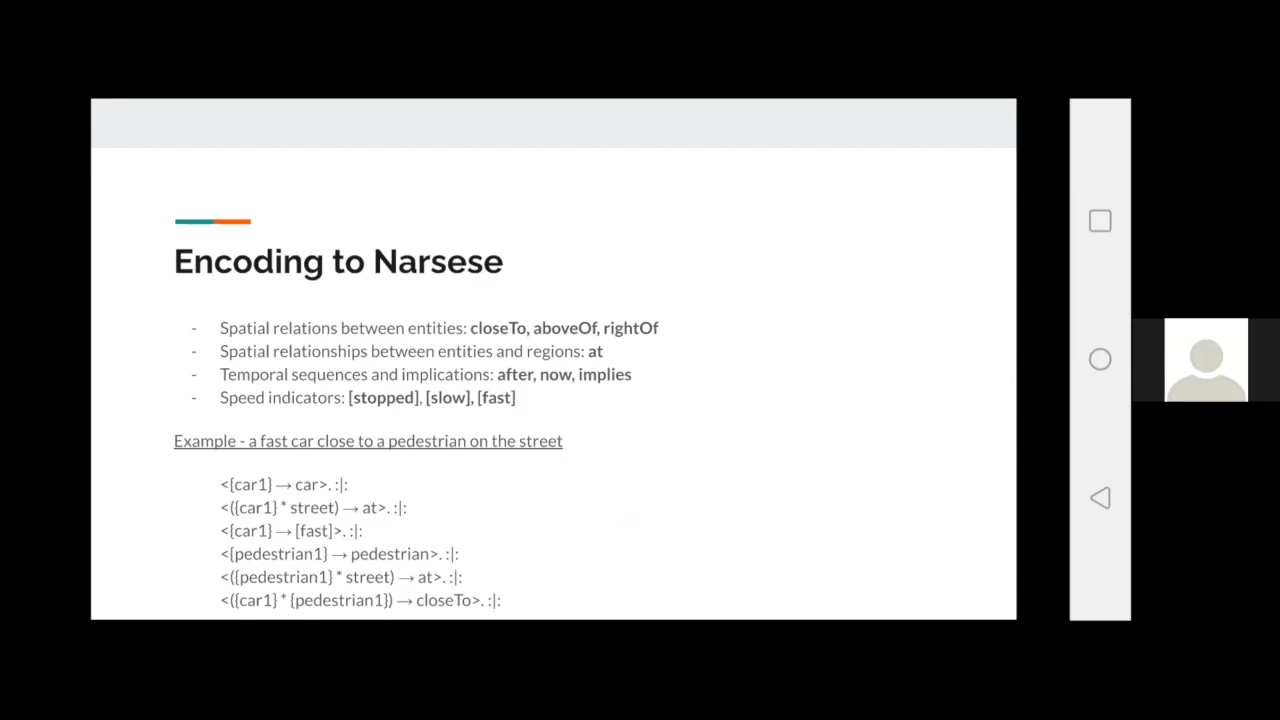 Encoding to Narsese
- Spatial relations between entities: closeTo, aboveOf, rightOf
- Spatial relationships between entities and regions: at
- Temporal sequences and implications: after, now, implies
- Speed indicators: [stopped], [slow], [fast]
Example - a fast car close to a pedestrian on the street
<{car1} → car>. :|:
<({car1} * street) → at>. :|:
<{car1} → [fast]>. :|:
<{pedestrian1} → pedestrian>. :|:
<({pedestrian1} * street) → at>. :|:
<({car1} * {pedestrian1}) → closeTo>. :|: